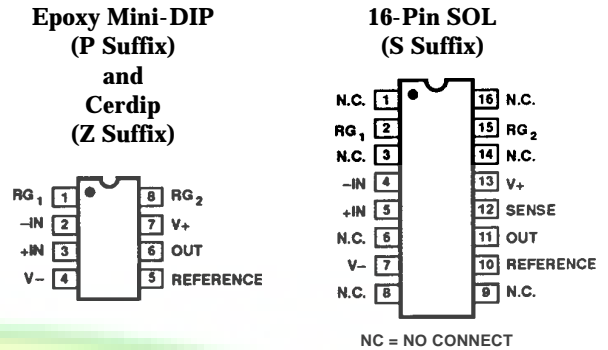 Epoxy Mini-DIP
(P Suffix)
and
Cerdip
(Z Suffix)
RG1 1 8 RG2
–IN 2 7 V+
+IN 3 6 OUT
V– 4 5 REFERENCE
16-Pin SOL
(S Suffix)
N.C. 1 16 N.C.
RG1 2 15 RG2
N.C. 3 14 N.C.
–IN 4 13 V+
+IN 5 12 SENSE
N.C. 6 11 OUT
V– 7 10 REFERENCE
N.C. 8 9 N.C.
NC = NO CONNECT